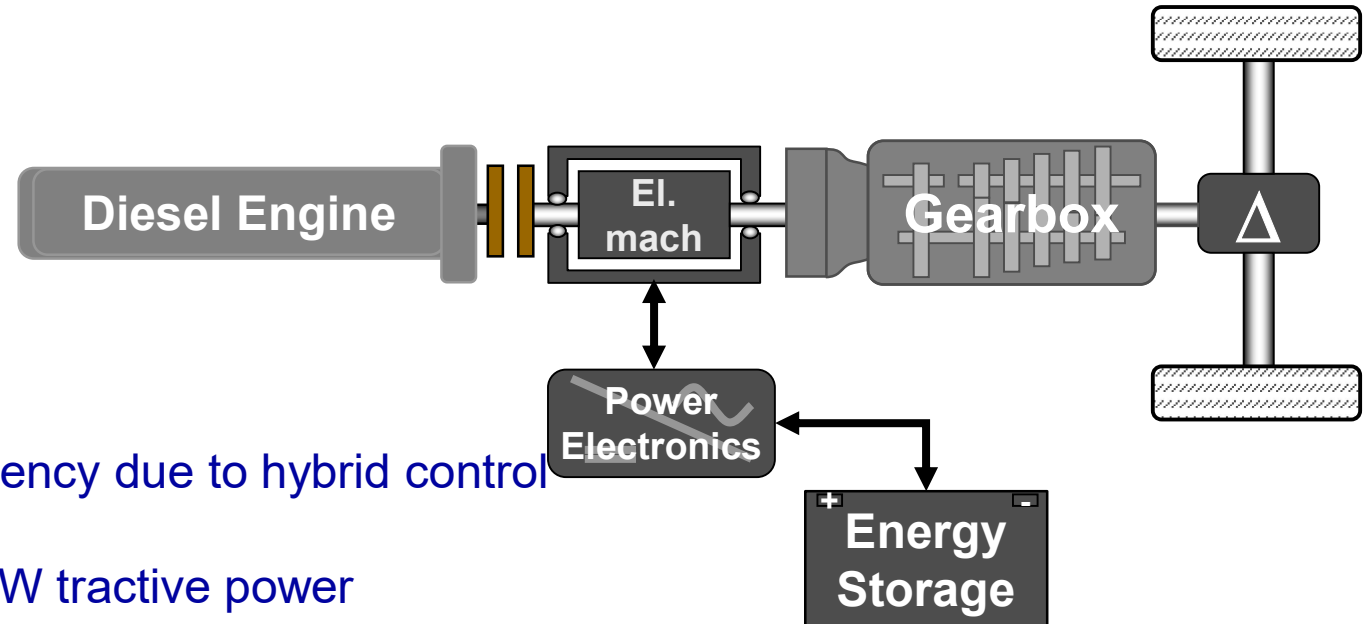 Diesel Engine
El.
mach
Gearbox
Δ
Power
Electronics
ency due to hybrid control
+ -
Energy
Storage
W tractive power